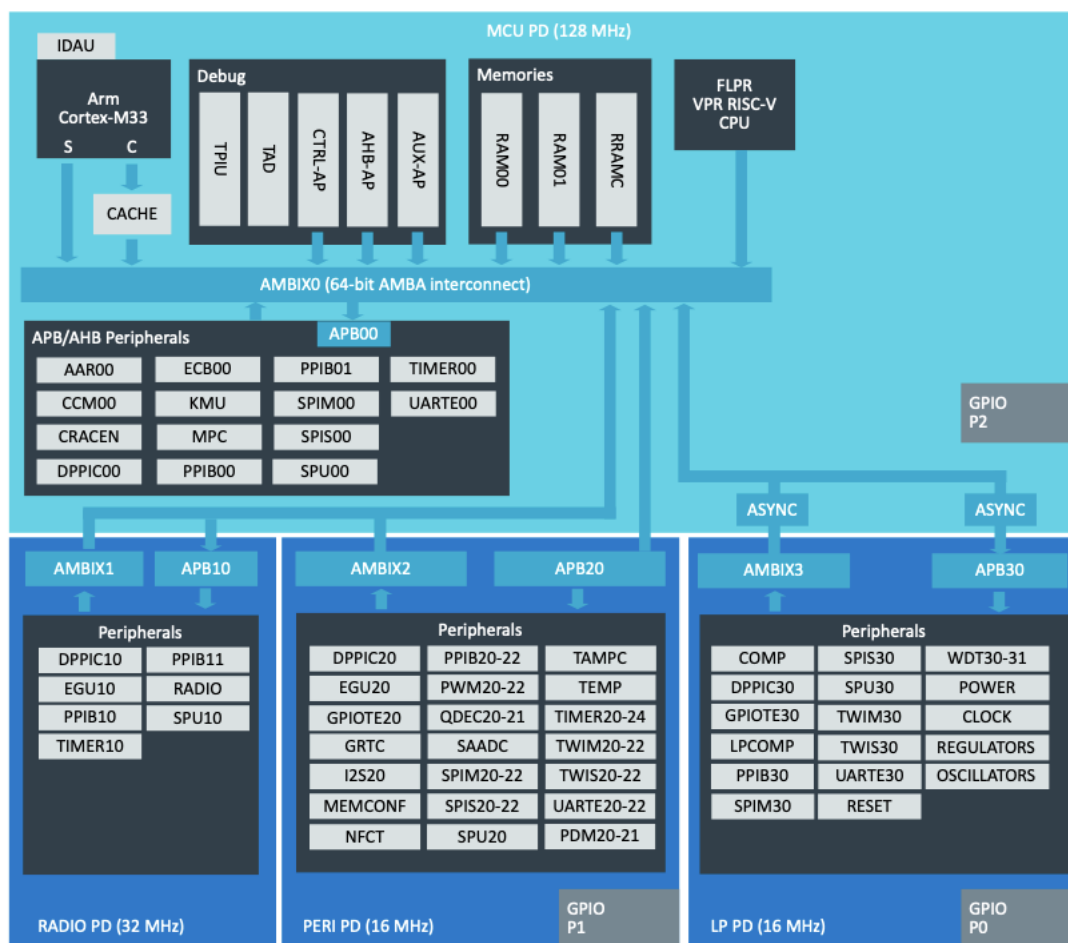 MCU PD (128 MHz)
IDAU
Arm
Cortex-M33
S C
CACHE
Debug
TPIU
TAD
CTRL-AP
AHB-AP
AUX-AP
Memories
RAM00
RAM01
RRAMC
FLPR
VPR RISC-V
CPU
AMBIX0 (64-bit AMBA interconnect)
APB/AHB Peripherals
APB00
AAR00 ECB00 PPIB01 TIMER00
CCM00 KMU SPIM00 UARTE00
CRACEN MPC SPIS00
DPPIC00 PPIB00 SPU00
GPIO
P2
ASYNC ASYNC
AMBIX1 APB10
Peripherals
DPPIC10 PPIB11
EGU10 RADIO
PPIB10 SPU10
TIMER10
RADIO PD (32 MHz)
AMBIX2 APB20
Peripherals
DPPIC20 PPIB20-22 TAMPC
EGU20 PWM20-22 TEMP
GPIOTE20 QDEC20-21 TIMER20-24
GRTC SAADC TWIM20-22
I2S20 SPIM20-22 TWIS20-22
MEMCONF SPIS20-22 UARTE20-22
NFCT SPU20 PDM20-21
PERI PD (16 MHz)
GPIO
P1
AMBIX3 APB30
Peripherals
COMP SPIS30 WDT30-31
DPPIC30 SPU30 POWER
GPIOTE30 TWIM30 CLOCK
LPCOMP TWIS30 REGULATORS
PPIB30 UARTE30 OSCILLATORS
SPIM30 RESET
LP PD (16 MHz)
GPIO
P0